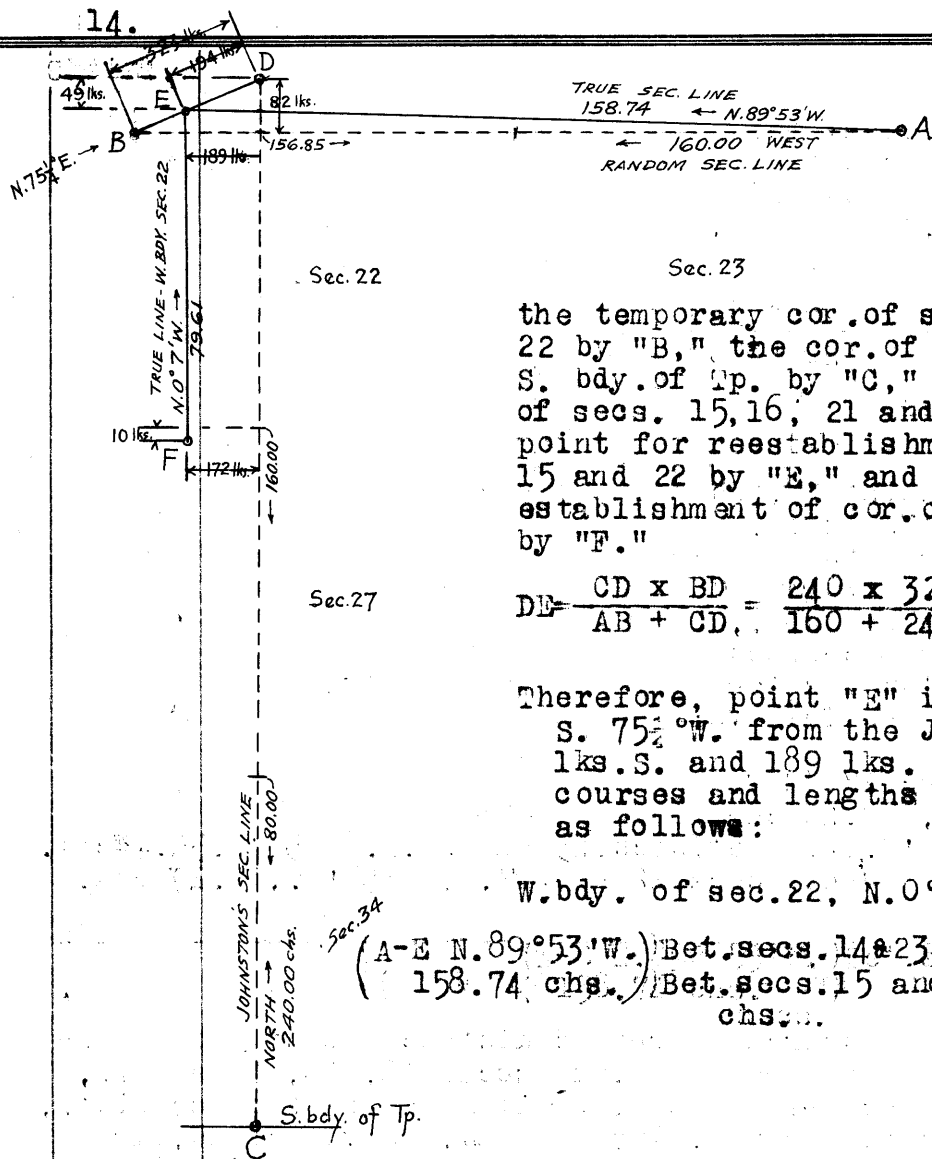 14.
323 lks.
194 lks.
D
49 lks.
E
82 lks.
B
N.75¼°E. →
156.85 →
189 lks.
TRUE SEC. LINE
158.74 ← N.89°53'W.
A
← 160.00 WEST
RANDOM SEC. LINE
TRUE LINE - W. BDY. SEC. 22
N.0°7'W. →
79.61
Sec. 22
Sec. 23
10 lks.
F
172 lks.
160.00 →
the temporary cor. of s
22 by "B," the cor. of
S. bdy. of Tp. by "C,"
of secs. 15,16, 21 and
point for reestablishm
15 and 22 by "E," and
establishment of cor. o
by "F."
Sec. 27
DE= CD x BD / AB + CD. = 240 x 32 / 160 + 24
Therefore, point "E" i
S. 75½°W. from the J
lks.S. and 189 lks.
courses and lengths
as follows:
← 80.00
JOHNSTON'S SEC. LINE
NORTH →
240.00 chs.
Sec. 34
W.bdy. of sec.22, N.0°
(A-E N.89°53'W.) Bet.secs.14&23
( 158.74 chs.) Bet.secs.15 and
chs.
S. bdy. of Tp.
C